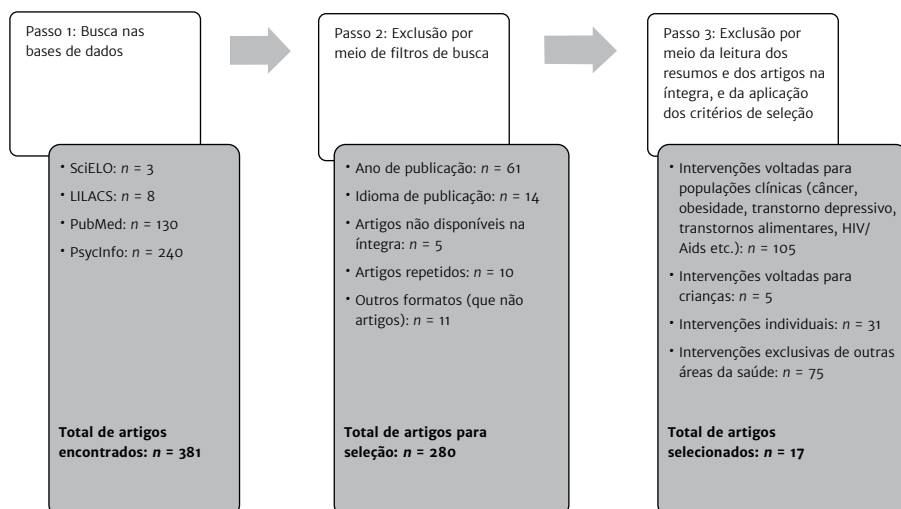 Passo 1: Busca nas
bases de dados
• SciELO: n = 3
• LILACS: n = 8
• PubMed: n = 130
• PsycInfo: n = 240
Total de artigos
encontrados: n = 381
Passo 2: Exclusão por
meio de filtros de busca
• Ano de publicação: n = 61
• Idioma de publicação: n = 14
• Artigos não disponíveis na
íntegra: n = 5
• Artigos repetidos: n = 10
• Outros formatos (que não
artigos): n = 11
Total de artigos para
seleção: n = 280
Passo 3: Exclusão por
meio da leitura dos
resumos e dos artigos na
íntegra, e da aplicação
dos critérios de seleção
• Intervenções voltadas para
populações clínicas (câncer,
obesidade, transtorno depressivo,
transtornos alimentares, HIV/
Aids etc.): n = 105
• Intervenções voltadas para
crianças: n = 5
• Intervenções individuais: n = 31
• Intervenções exclusivas de outras
áreas da saúde: n = 75
Total de artigos
selecionados: n = 17